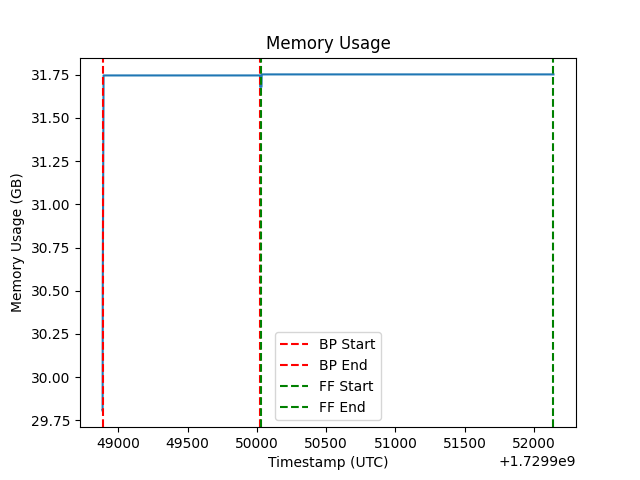 Memory Usage
Memory Usage (GB)
31.75
31.50
31.25
31.00
30.75
30.50
30.25
30.00
29.75
BP Start
BP End
FF Start
FF End
49000 49500 50000 50500 51000 51500 52000
Timestamp (UTC)
+1.7299e9